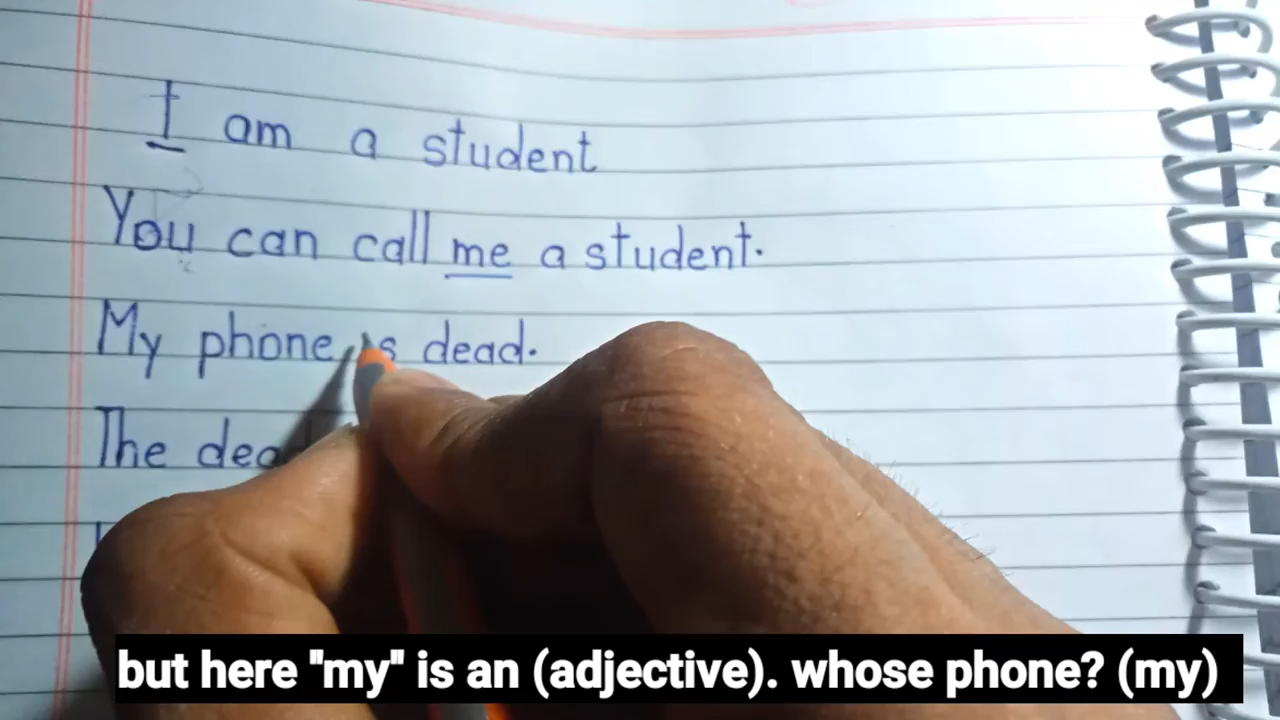 I am a student
You can call me a student.
My phone is dead.
The
but here "my" is an (adjective). whose phone? (my)